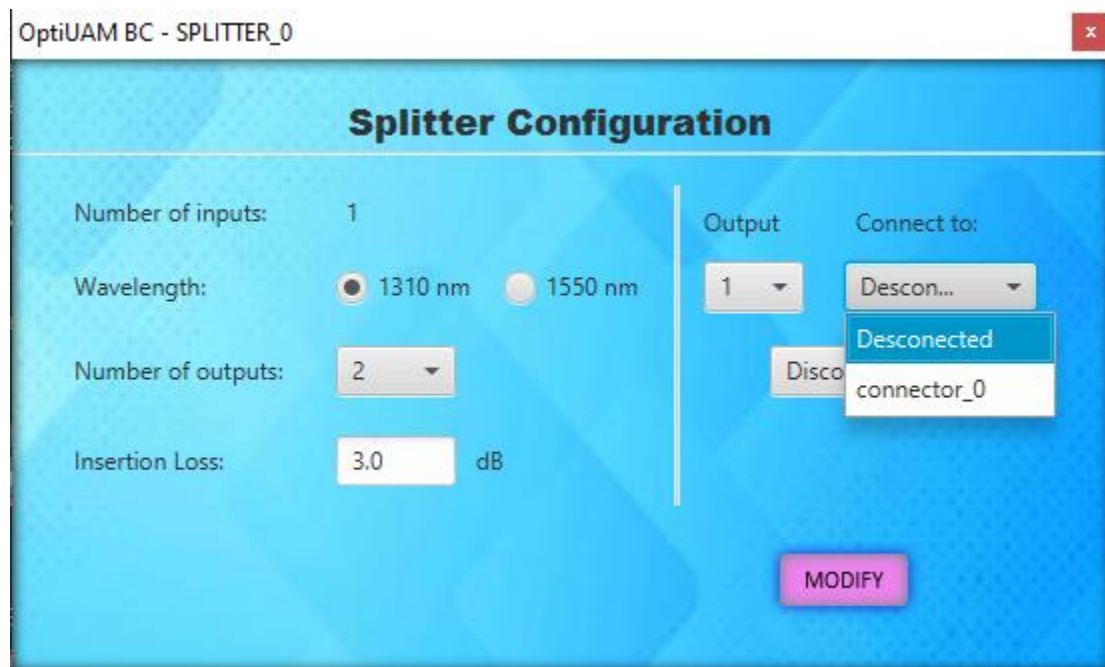 OptiUAM BC - SPLITTER_0
x
Splitter Configuration
Number of inputs: 1
Wavelength: 1310 nm 1550 nm
Number of outputs: 2
Insertion Loss: 3.0 dB
Output Connect to:
1 Descon...
Desconected
Disco
connector_0
MODIFY